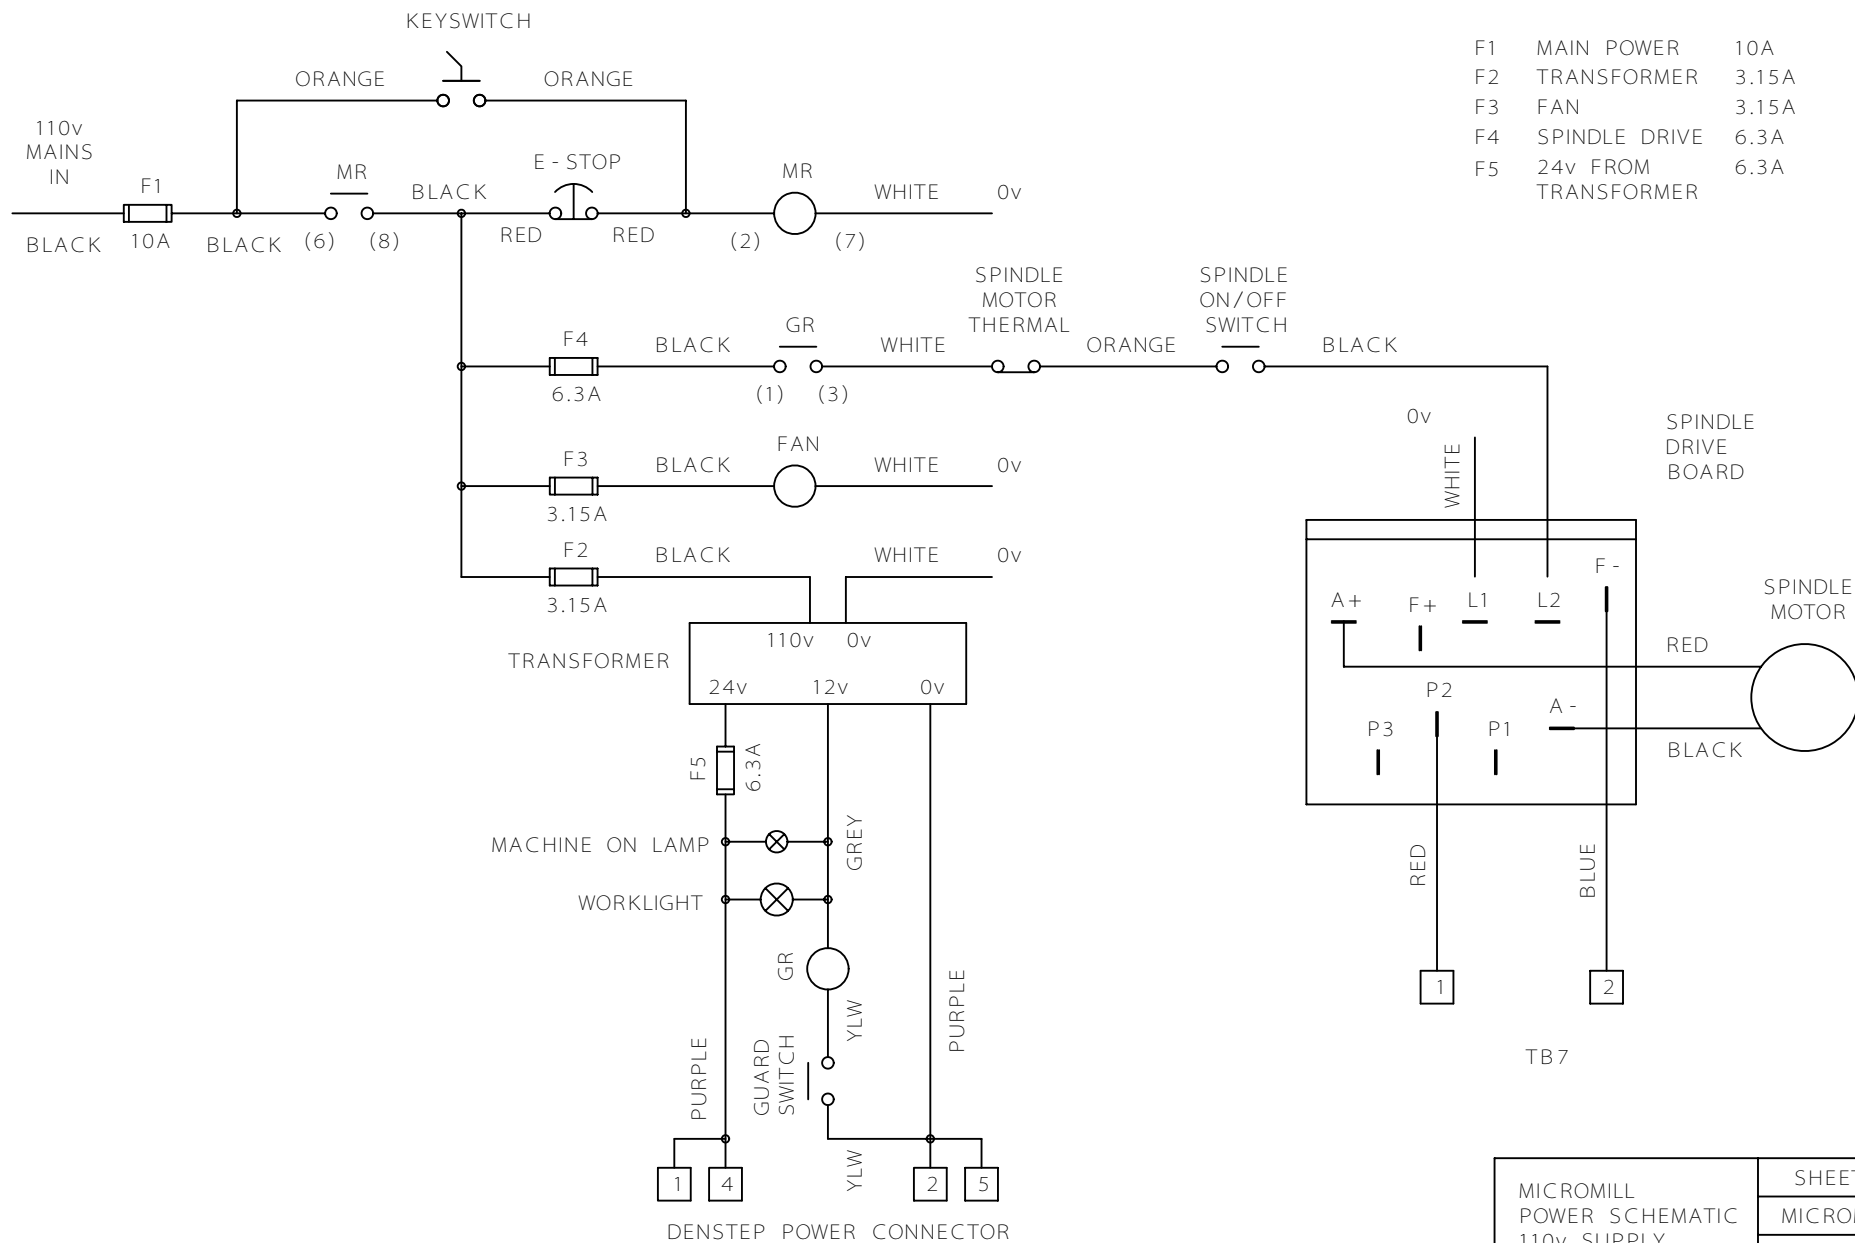 KEYSWITCH
ORANGE
ORANGE
110v
MAINS
IN
F1
10A
BLACK
BLACK
MR
(6)
(8)
BLACK
E - STOP
RED
RED
MR
(2)
(7)
WHITE
0v
F1 MAIN POWER 10A
F2 TRANSFORMER 3.15A
F3 FAN 3.15A
F4 SPINDLE DRIVE 6.3A
F5 24v FROM 6.3A
TRANSFORMER
F4
6.3A
BLACK
GR
(1)
(3)
WHITE
SPINDLE
MOTOR
THERMAL
ORANGE
SPINDLE
ON/OFF
SWITCH
BLACK
F3
3.15A
BLACK
FAN
WHITE
0v
F2
3.15A
BLACK
WHITE
0v
TRANSFORMER
110v 0v
24v 12v 0v
F5
6.3A
MACHINE ON LAMP
GREY
WORKLIGHT
GR
YLW
PURPLE
GUARD
SWITCH
PURPLE
YLW
1
4
2
5
DENSTEP POWER CONNECTOR
0v
WHITE
SPINDLE
DRIVE
BOARD
F -
A +
F +
L1
L2
SPINDLE
MOTOR
RED
P2
A -
P3
P1
BLACK
RED
BLUE
1
2
TB7
MICROMILL
POWER SCHEMATIC
110v SUPPLY